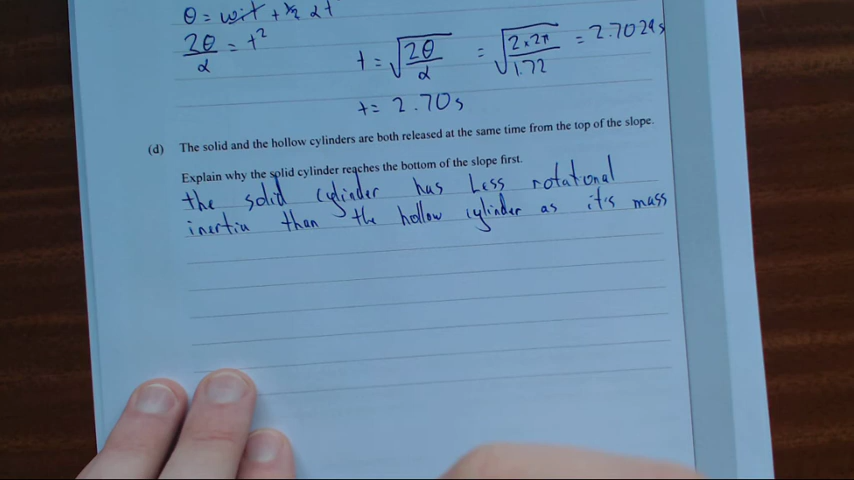 θ = wit + ½ αt
2θ/α = t² t = √(2θ/α) = √(2×2π/1.72) = 2.7029s
t = 2.70s
(d) The solid and the hollow cylinders are both released at the same time from the top of the slope.
Explain why the solid cylinder reaches the bottom of the slope first.
the solid cylinder has Less rotational
inertia than the hollow cylinder as it's mass